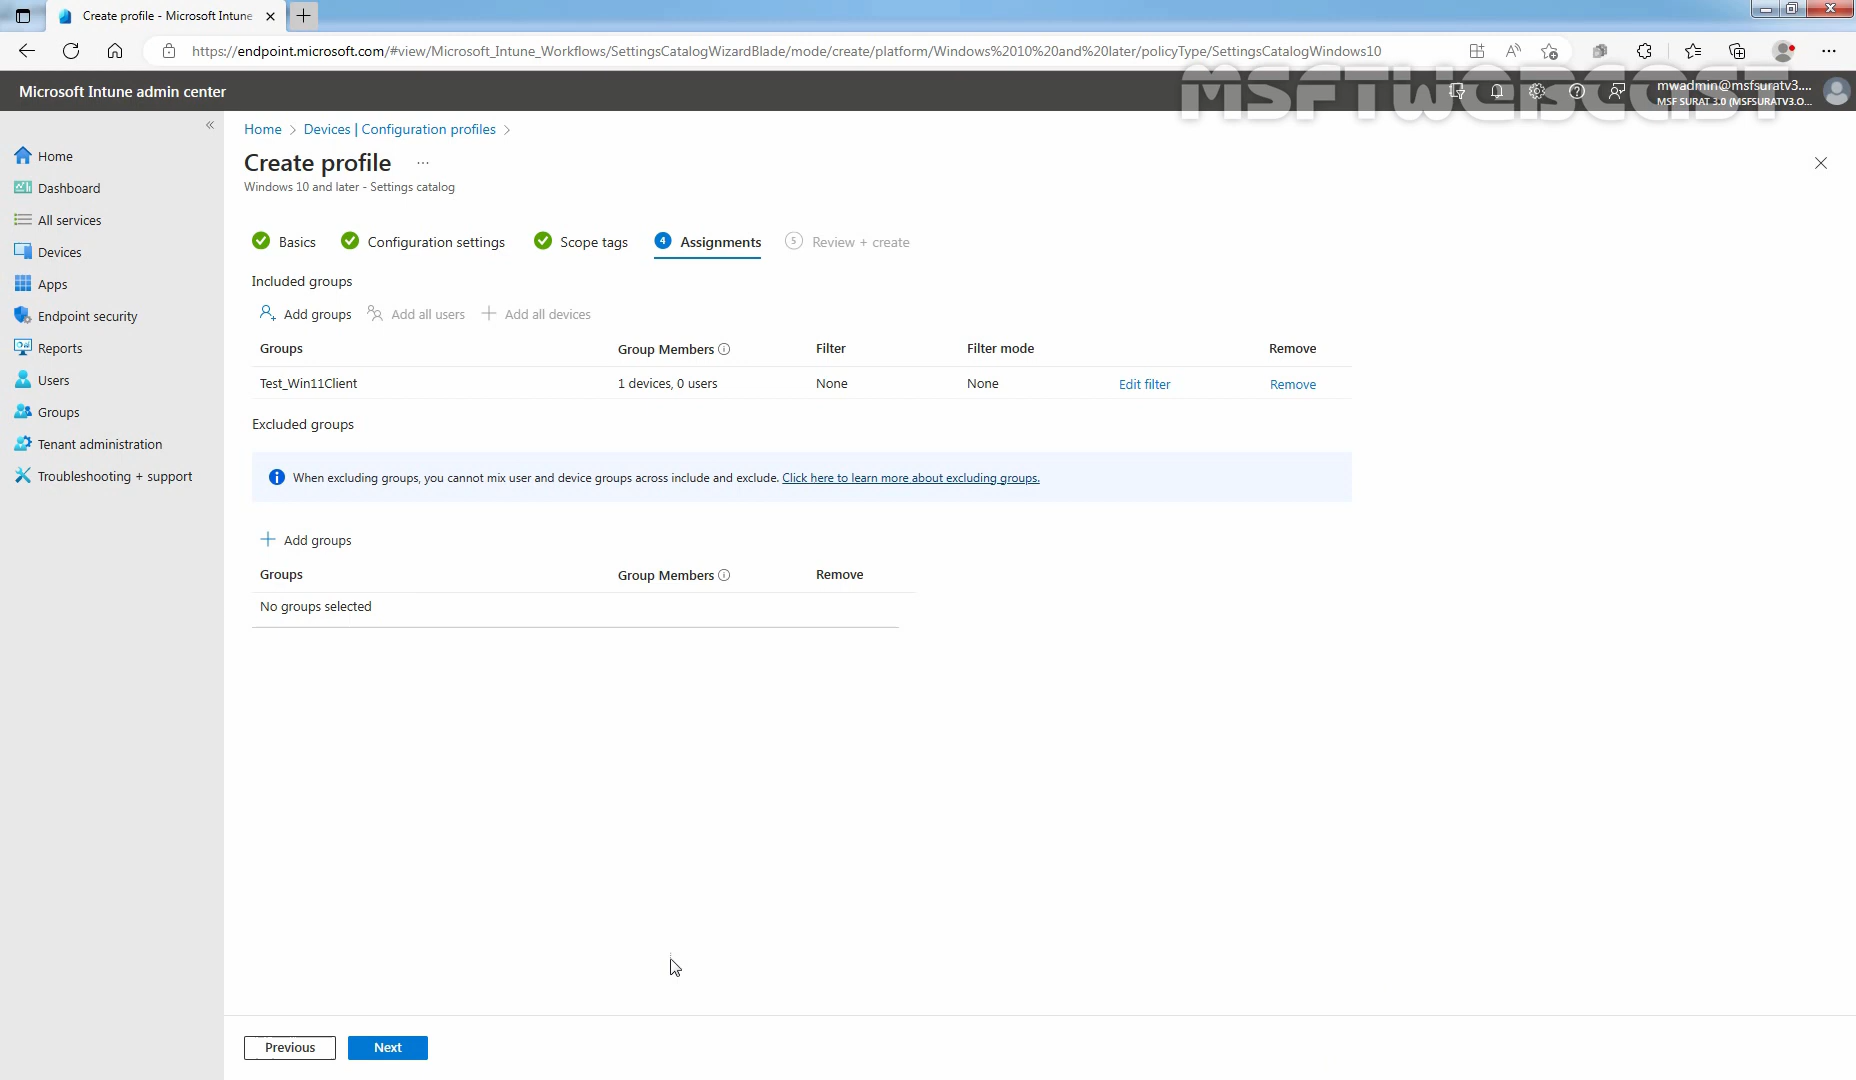 Create profile - Microsoft Intune
https://endpoint.microsoft.com/#view/Microsoft_Intune_Workflows/SettingsCatalogWizardBlade/mode/create/platform/Windows%2010%20and%20later/policyType/SettingsCatalogWindows10
MSFTWEBCAST
Microsoft Intune admin center
mwadmin@msfsuratv3....
MSF SURAT 3.0 (MSFSURATV3.O...
Home > Devices | Configuration profiles >
Create profile ...
Windows 10 and later - Settings catalog
Home
Dashboard
All services
Devices
Apps
Endpoint security
Reports
Users
Groups
Tenant administration
Troubleshooting + support
Basics
Configuration settings
Scope tags
4 Assignments
5 Review + create
Included groups
Add groups Add all users Add all devices
Groups Group Members Filter Filter mode Remove
Test_Win11Client 1 devices, 0 users None None Edit filter Remove
Excluded groups
When excluding groups, you cannot mix user and device groups across include and exclude. Click here to learn more about excluding groups.
Add groups
Groups Group Members Remove
No groups selected
Previous Next